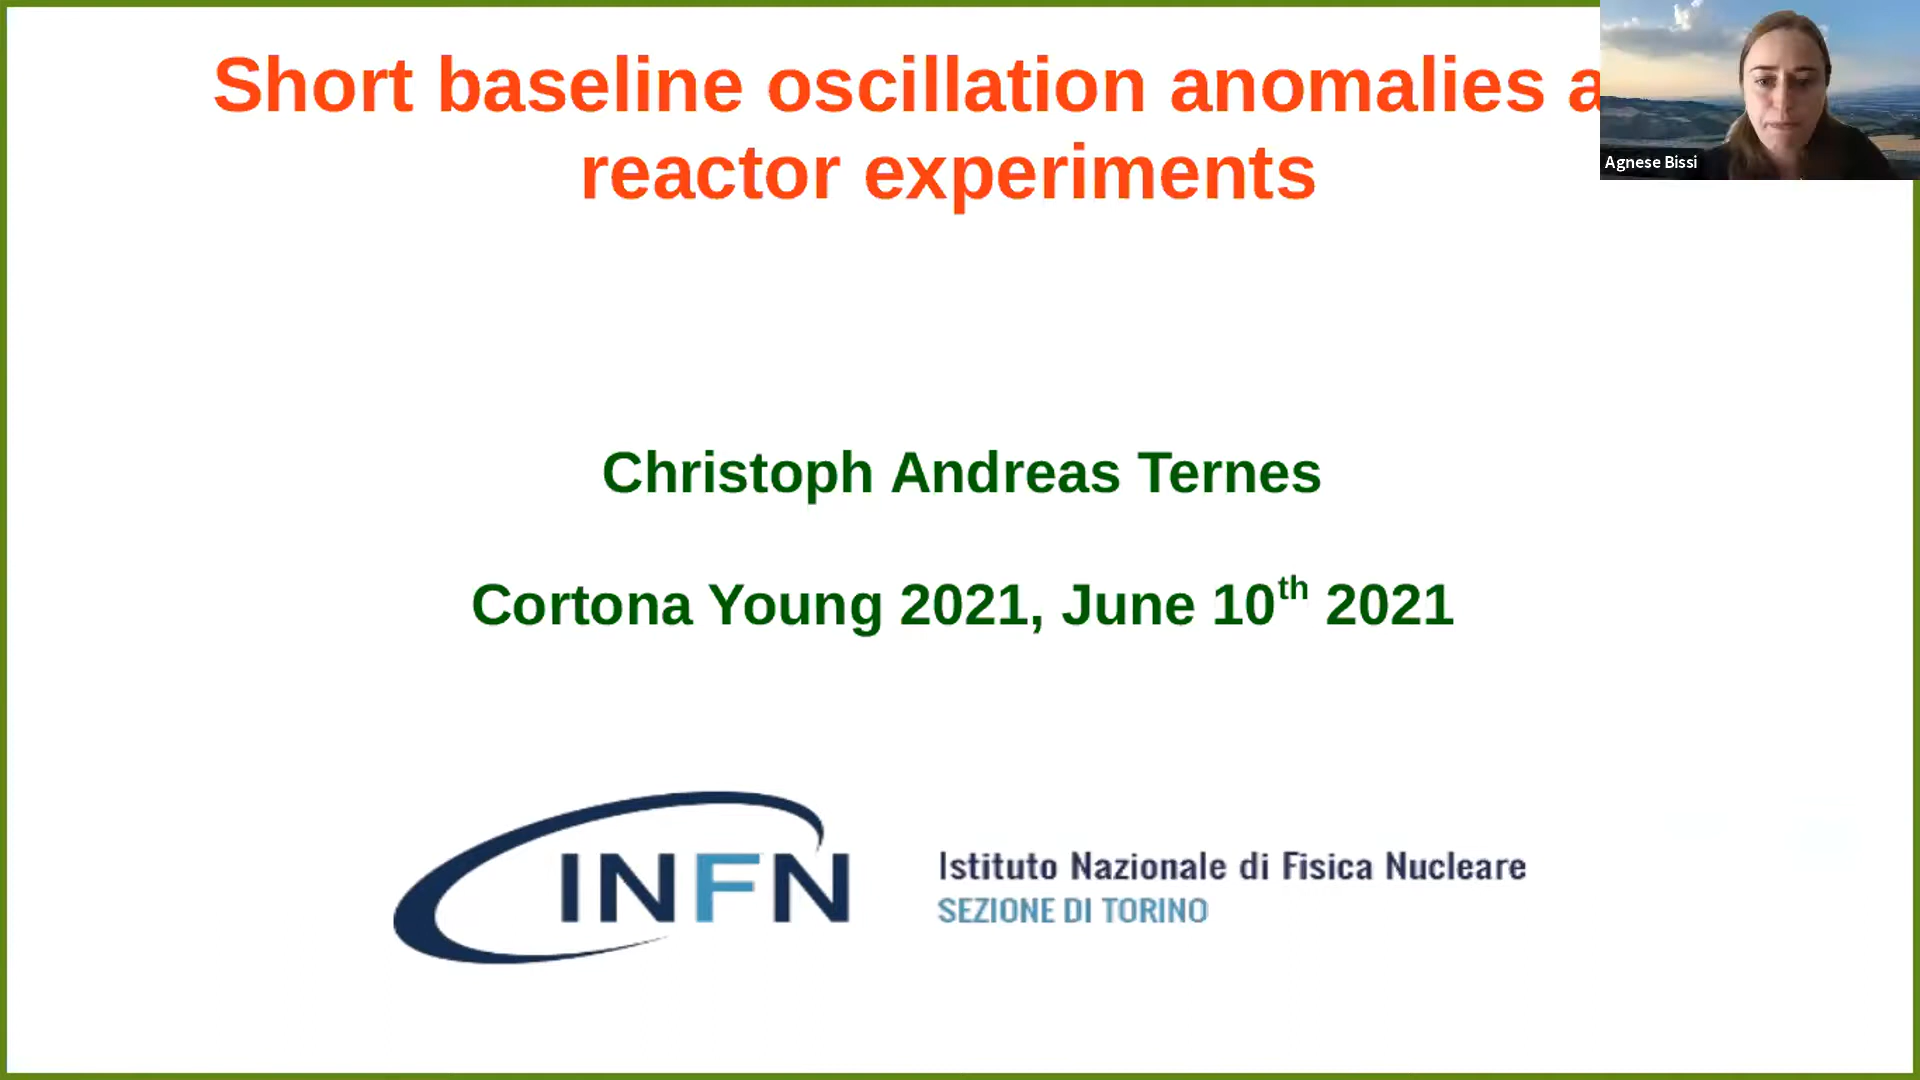 Short baseline oscillation anomalies a
reactor experiments
Agnese Bissi
Christoph Andreas Ternes
Cortona Young 2021, June 10th 2021
INFN
Istituto Nazionale di Fisica Nucleare
SEZIONE DI TORINO